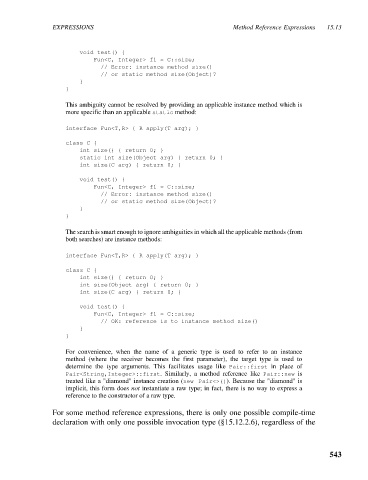 EXPRESSIONS Method Reference Expressions 15.13
void test() {
Fun<C, Integer> f1 = C::size;
// Error: instance method size()
// or static method size(Object)?
}
}
This ambiguity cannot be resolved by providing an applicable instance method which is
more specific than an applicable static method:
interface Fun<T,R> { R apply(T arg); }
class C {
int size() { return 0; }
static int size(Object arg) { return 0; }
int size(C arg) { return 0; }
void test() {
Fun<C, Integer> f1 = C::size;
// Error: instance method size()
// or static method size(Object)?
}
}
The search is smart enough to ignore ambiguities in which all the applicable methods (from
both searches) are instance methods:
interface Fun<T,R> { R apply(T arg); }
class C {
int size() { return 0; }
int size(Object arg) { return 0; }
int size(C arg) { return 0; }
void test() {
Fun<C, Integer> f1 = C::size;
// OK: reference is to instance method size()
}
}
For convenience, when the name of a generic type is used to refer to an instance
method (where the receiver becomes the first parameter), the target type is used to
determine the type arguments. This facilitates usage like Pair::first in place of
Pair<String,Integer>::first. Similarly, a method reference like Pair::new is
treated like a "diamond" instance creation (new Pair<>()). Because the "diamond" is
implicit, this form does not instantiate a raw type; in fact, there is no way to express a
reference to the constructor of a raw type.
For some method reference expressions, there is only one possible compile-time
declaration with only one possible invocation type (§15.12.2.6), regardless of the
543